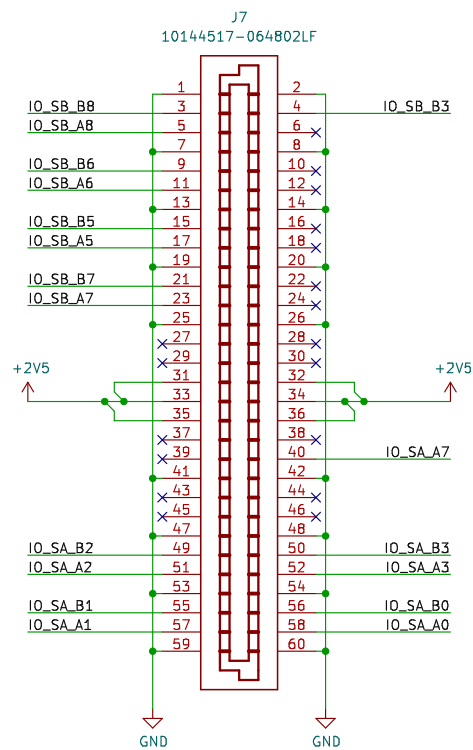 J7
10144517-064802LF
1 2
IO_SB_B8 3 4 IO_SB_B3
IO_SB_A8 5 6
7 8
IO_SB_B6 9 10
IO_SB_A6 11 12
13 14
IO_SB_B5 15 16
IO_SB_A5 17 18
19 20
IO_SB_B7 21 22
IO_SB_A7 23 24
25 26
27 28
29 30
+2V5 31 32 +2V5
33 34
35 36
37 38
39 40 IO_SA_A7
41 42
43 44
45 46
47 48
IO_SA_B2 49 50 IO_SA_B3
IO_SA_A2 51 52 IO_SA_A3
53 54
IO_SA_B1 55 56 IO_SA_B0
IO_SA_A1 57 58 IO_SA_A0
59 60
GND GND